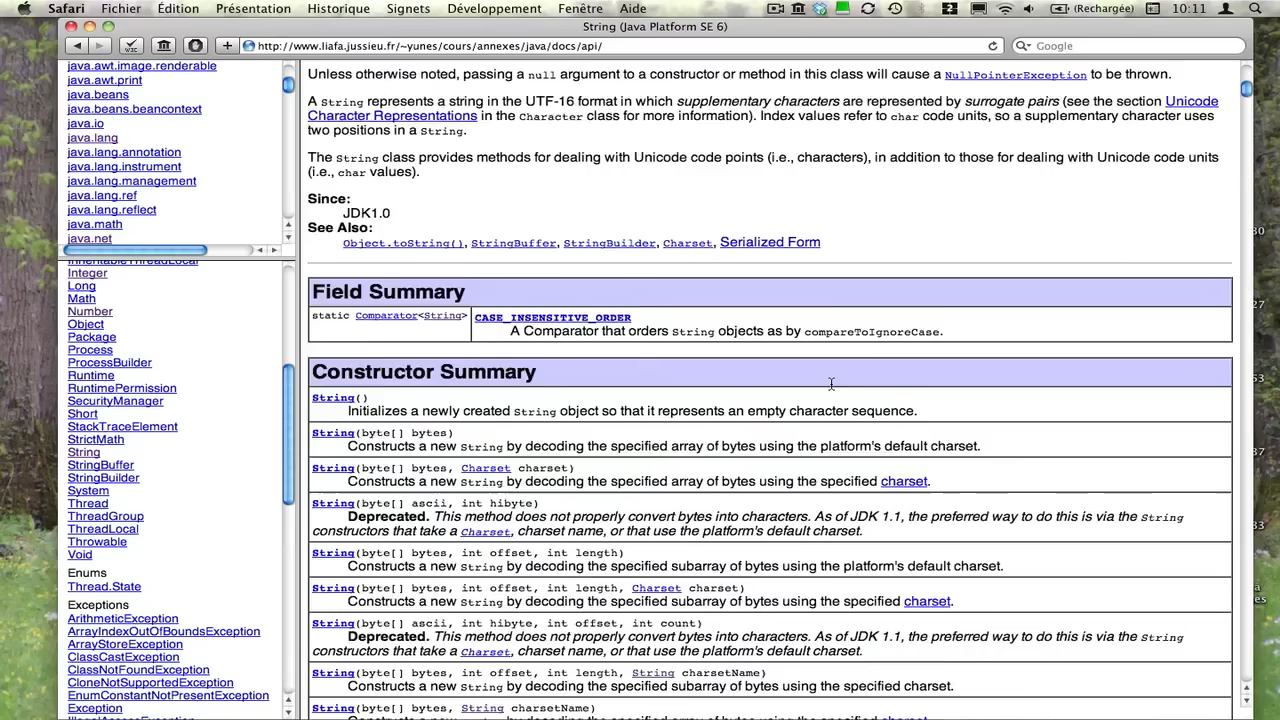 Safari Fichier Édition Présentation Historique Signets Développement Fenêtre Aide (Rechargée) 10:11
String (Java Platform SE 6)
http://www.liafa.jussieu.fr/~yunes/cours/annexes/java/docs/api/
Google
java.awt.image.renderable
java.awt.print
java.beans
java.beans.beancontext
java.io
java.lang
java.lang.annotation
java.lang.instrument
java.lang.management
java.lang.ref
java.lang.reflect
java.math
java.net
InheritableThreadLocal
Integer
Long
Math
Number
Object
Package
Process
ProcessBuilder
Runtime
RuntimePermission
SecurityManager
Short
StackTraceElement
StrictMath
String
StringBuffer
StringBuilder
System
Thread
ThreadGroup
ThreadLocal
Throwable
Void
Enums
Thread.State
Exceptions
ArithmeticException
ArrayIndexOutOfBoundsException
ArrayStoreException
ClassCastException
ClassNotFoundException
CloneNotSupportedException
EnumConstantNotPresentException
Exception
Unless otherwise noted, passing a null argument to a constructor or method in this class will cause a NullPointerException to be thrown.
A String represents a string in the UTF-16 format in which supplementary characters are represented by surrogate pairs (see the section Unicode
Character Representations in the Character class for more information). Index values refer to char code units, so a supplementary character uses
two positions in a String.
The String class provides methods for dealing with Unicode code points (i.e., characters), in addition to those for dealing with Unicode code units
(i.e., char values).
Since:
JDK1.0
See Also:
Object.toString(), StringBuffer, StringBuilder, Charset, Serialized Form
Field Summary
static Comparator<String> CASE_INSENSITIVE_ORDER
A Comparator that orders String objects as by compareToIgnoreCase.
Constructor Summary
String()
Initializes a newly created String object so that it represents an empty character sequence.
String(byte[] bytes)
Constructs a new String by decoding the specified array of bytes using the platform's default charset.
String(byte[] bytes, Charset charset)
Constructs a new String by decoding the specified array of bytes using the specified charset.
String(byte[] ascii, int hibyte)
Deprecated. This method does not properly convert bytes into characters. As of JDK 1.1, the preferred way to do this is via the String
constructors that take a Charset, charset name, or that use the platform's default charset.
String(byte[] bytes, int offset, int length)
Constructs a new String by decoding the specified subarray of bytes using the platform's default charset.
String(byte[] bytes, int offset, int length, Charset charset)
Constructs a new String by decoding the specified subarray of bytes using the specified charset.
String(byte[] ascii, int hibyte, int offset, int count)
Deprecated. This method does not properly convert bytes into characters. As of JDK 1.1, the preferred way to do this is via the String
constructors that take a Charset, charset name, or that use the platform's default charset.
String(byte[] bytes, int offset, int length, String charsetName)
Constructs a new String by decoding the specified subarray of bytes using the specified charset.
String(byte[] bytes, String charsetName)